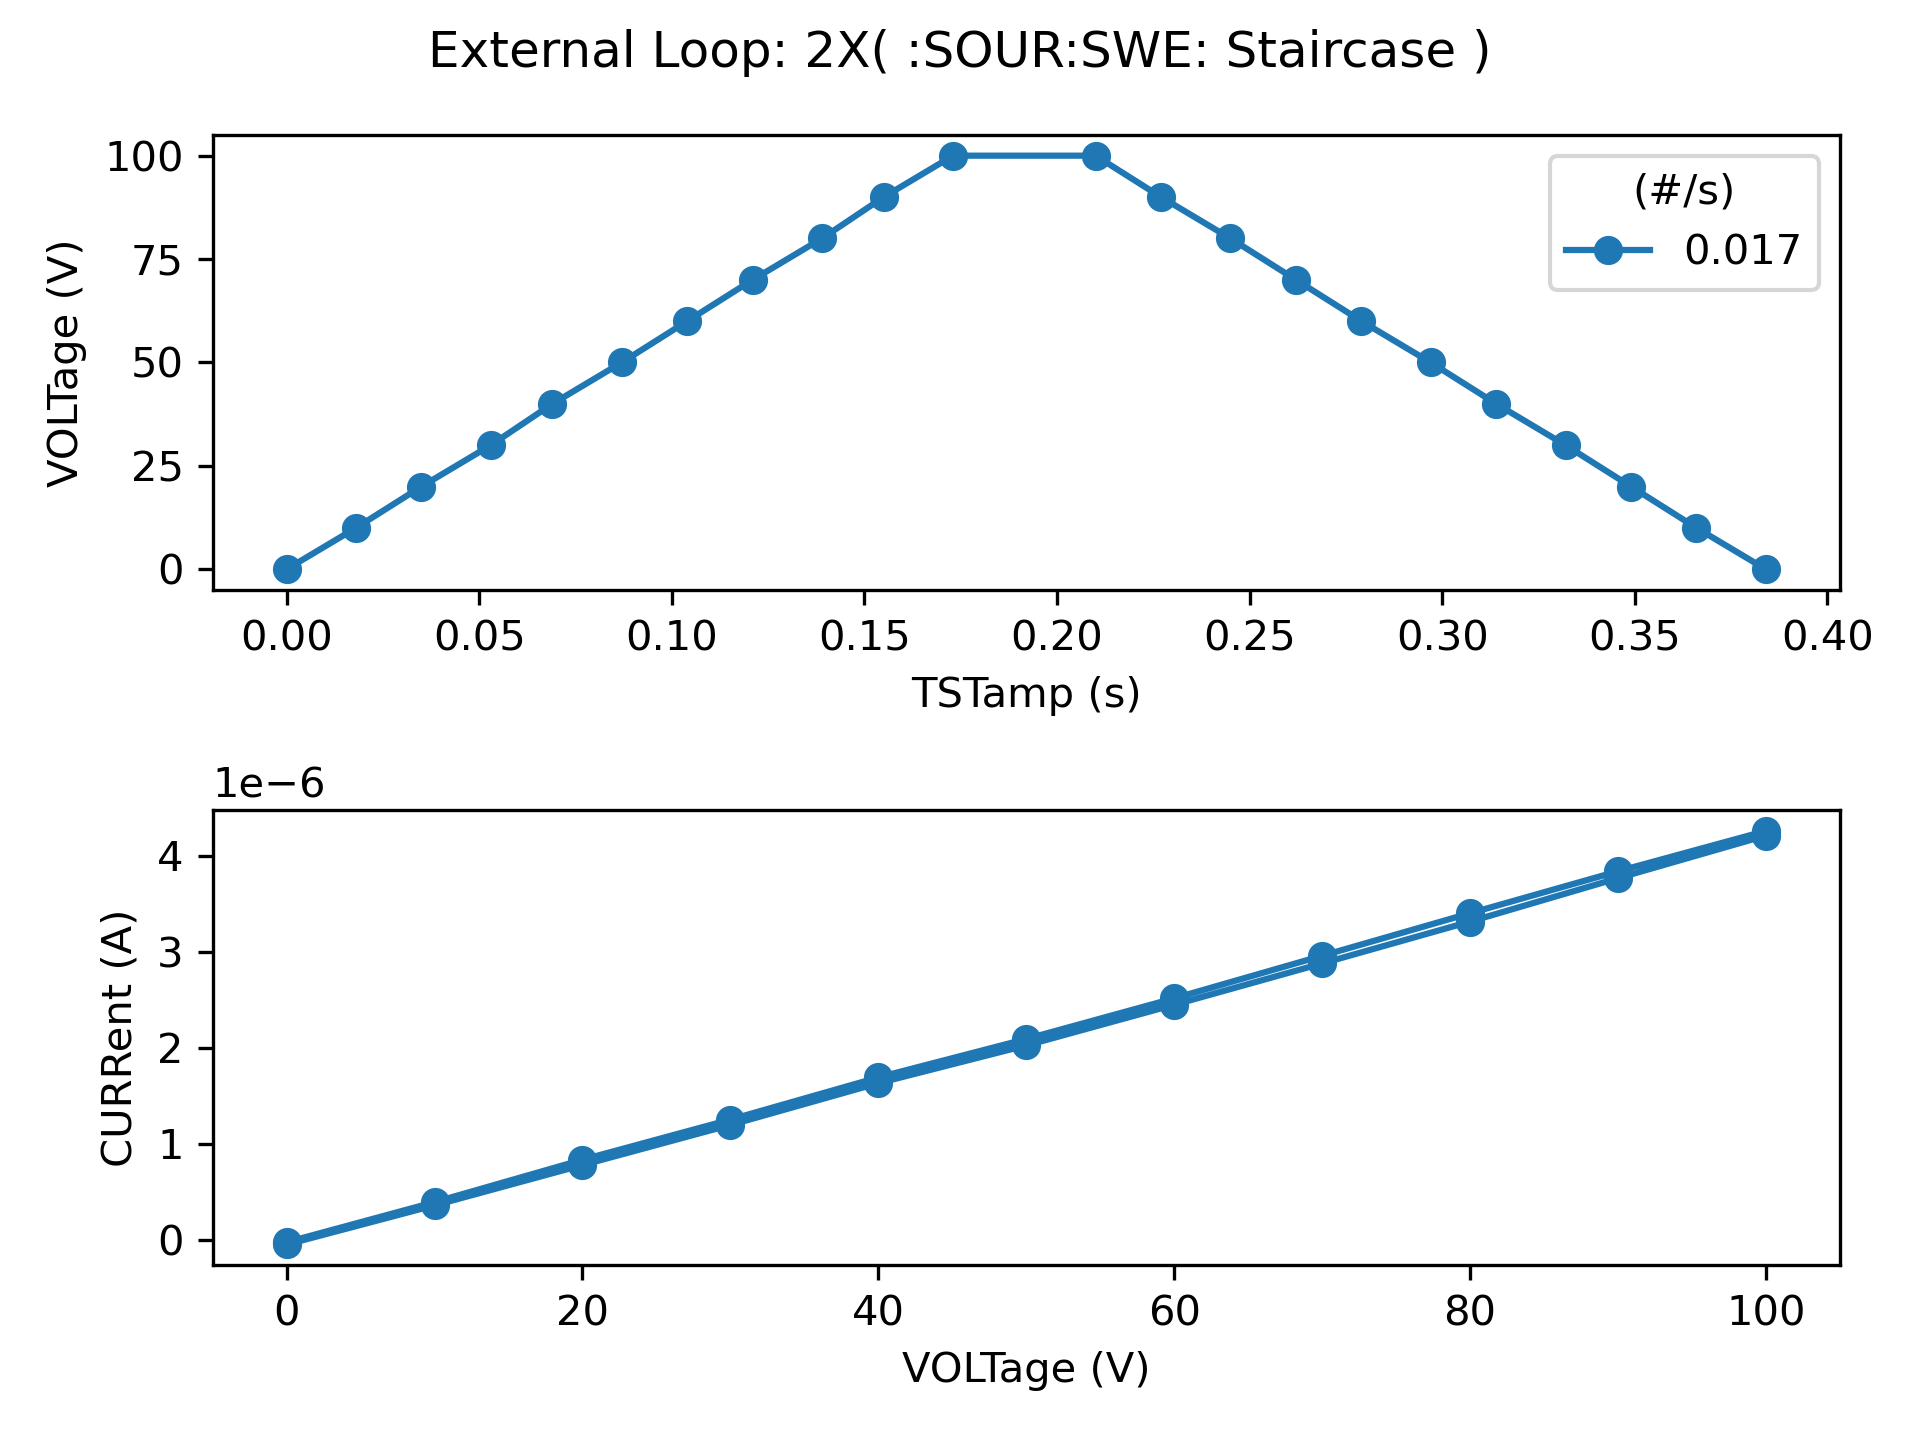 External Loop: 2X( :SOUR:SWE: Staircase )
100
75
50
25
0
VOLTage (V)
(#/s)
0.017
0.00 0.05 0.10 0.15 0.20 0.25 0.30 0.35 0.40
TSTamp (s)
1e−6
4
3
2
1
0
CURRent (A)
0 20 40 60 80 100
VOLTage (V)